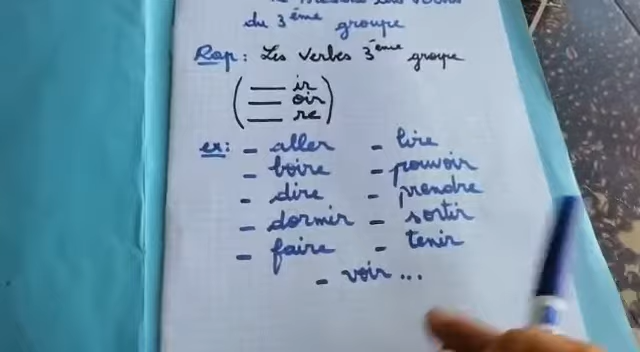 du 3ème groupe
Rap: Les verbes 3ème groupe
( — ir
— oir
— re )
ex: - aller - lire
- boire - pouvoir
- dire - prendre
- dormir - sortir
- faire - tenir
- voir...